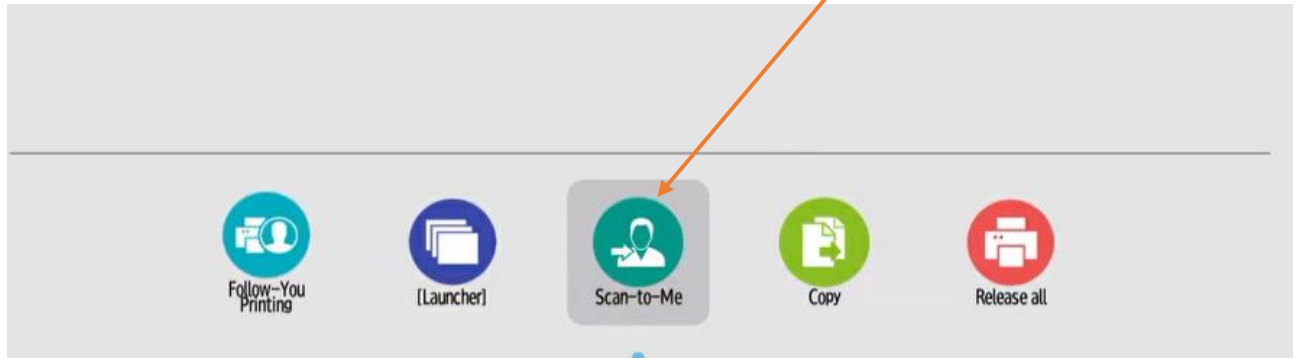 Follow-You
Printing
[Launcher]
Scan-to-Me
Copy
Release all